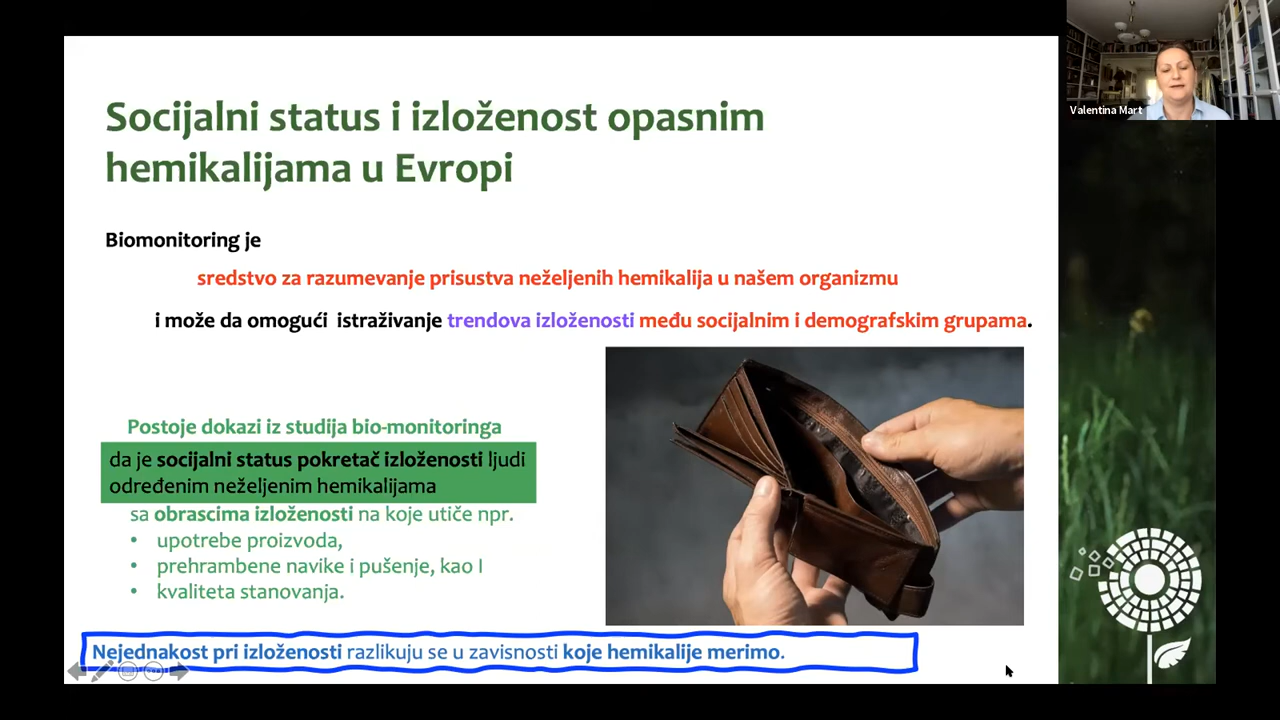 Socijalni status i izloženost opasnim
hemikalijama u Evropi
Biomonitoring je
sredstvo za razumevanje prisustva neželjenih hemikalija u našem organizmu
i može da omogući istraživanje trendova izloženosti među socijalnim i demografskim grupama.
Postoje dokazi iz studija bio-monitoringa
da je socijalni status pokretač izloženosti ljudi
određenim neželjenim hemikalijama
sa obrascima izloženosti na koje utiče npr.
• upotrebe proizvoda,
• prehrambene navike i pušenje, kao I
• kvaliteta stanovanja.
Nejednakost pri izloženosti razlikuju se u zavisnosti koje hemikalije merimo.
Valentina Mart